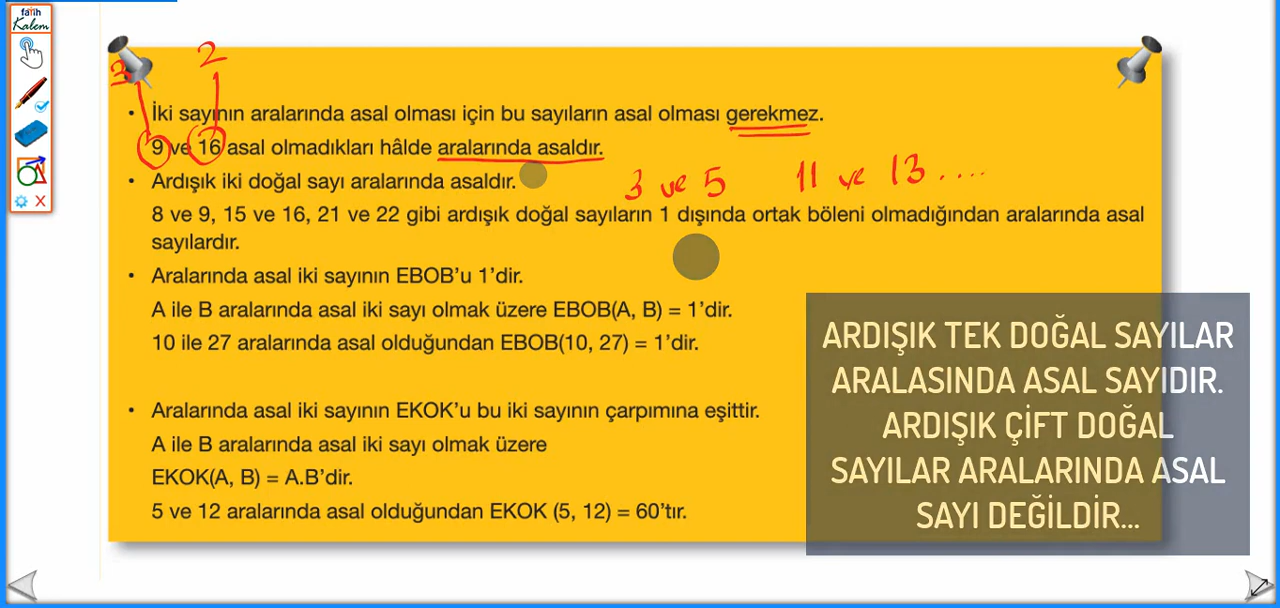 fatih
Kalem
3
2
• İki sayının aralarında asal olması için bu sayıların asal olması gerekmez.
9 ve 16 asal olmadıkları hâlde aralarında asaldır.
• Ardışık iki doğal sayı aralarında asaldır.
3 ve 5 11 ve 13 ....
8 ve 9, 15 ve 16, 21 ve 22 gibi ardışık doğal sayıların 1 dışında ortak böleni olmadığından aralarında asal
sayılardır.
• Aralarında asal iki sayının EBOB'u 1'dir.
A ile B aralarında asal iki sayı olmak üzere EBOB(A, B) = 1'dir.
10 ile 27 aralarında asal olduğundan EBOB(10, 27) = 1'dir.
• Aralarında asal iki sayının EKOK'u bu iki sayının çarpımına eşittir.
A ile B aralarında asal iki sayı olmak üzere
EKOK(A, B) = A.B'dir.
5 ve 12 aralarında asal olduğundan EKOK (5, 12) = 60'tır.
ARDIŞIK TEK DOĞAL SAYILAR
ARALASINDA ASAL SAYIDIR.
ARDIŞIK ÇİFT DOĞAL
SAYILAR ARALARINDA ASAL
SAYI DEĞİLDİR...